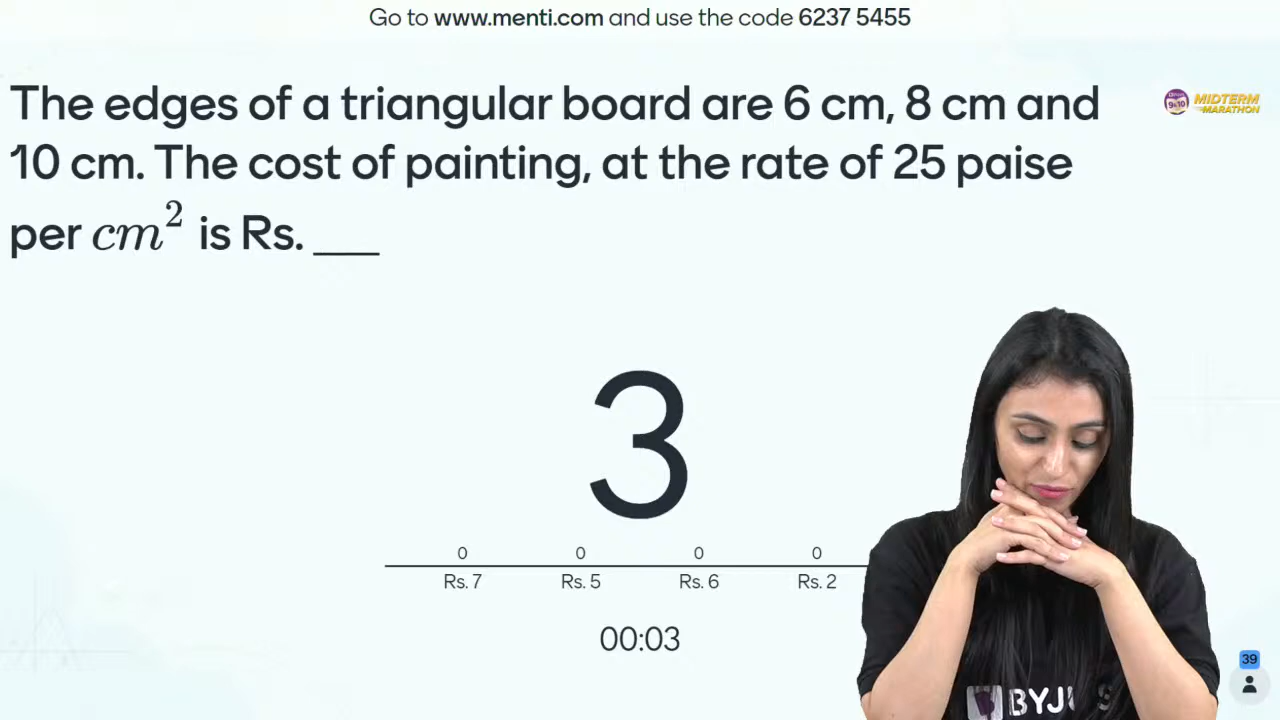 Go to www.menti.com and use the code 6237 5455
The edges of a triangular board are 6 cm, 8 cm and
10 cm. The cost of painting, at the rate of 25 paise
per cm² is Rs. ___
MIDTERM
MARATHON
9&10
3
0 0 0 0
Rs. 7 Rs. 5 Rs. 6 Rs. 2
00:03
39